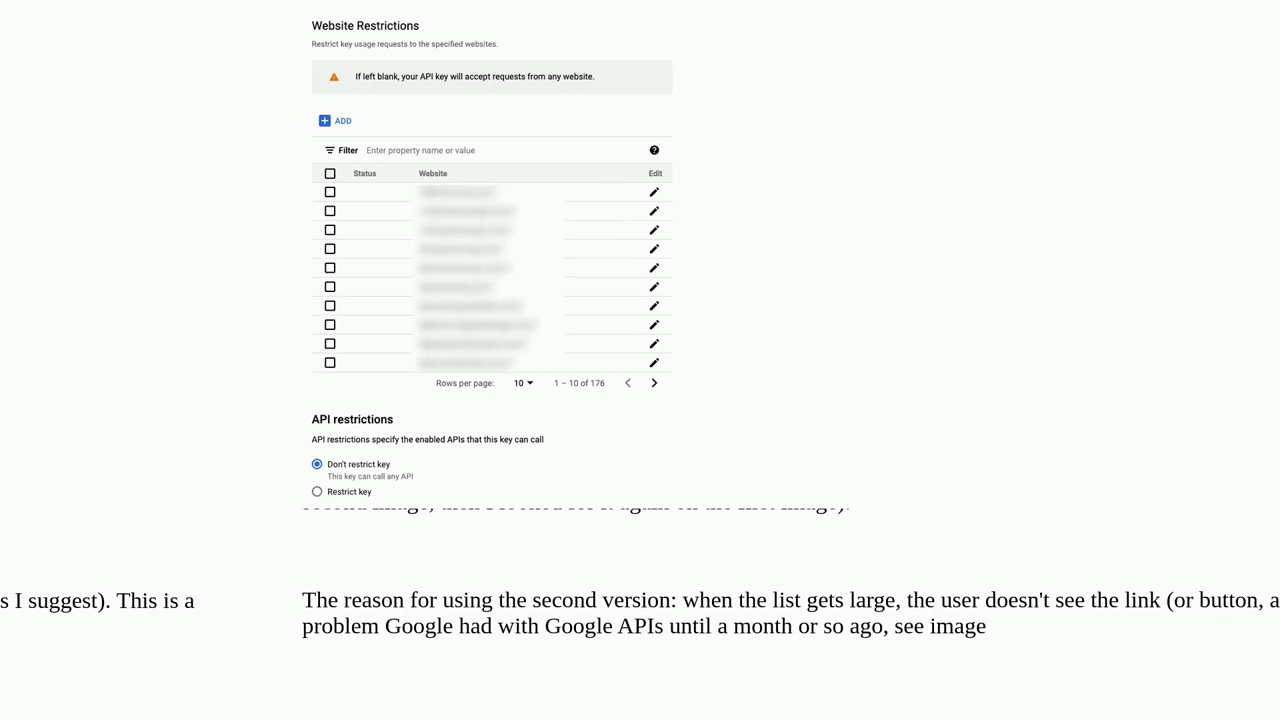 Website Restrictions
Restrict key usage requests to the specified websites.
If left blank, your API key will accept requests from any website.
ADD
Filter Enter property name or value
Status Website Edit
Rows per page: 10 1 – 10 of 176
API restrictions
API restrictions specify the enabled APIs that this key can call
Don't restrict key
This key can call any API
Restrict key
s I suggest). This is a
The reason for using the second version: when the list gets large, the user doesn't see the link (or button, a
problem Google had with Google APIs until a month or so ago, see image